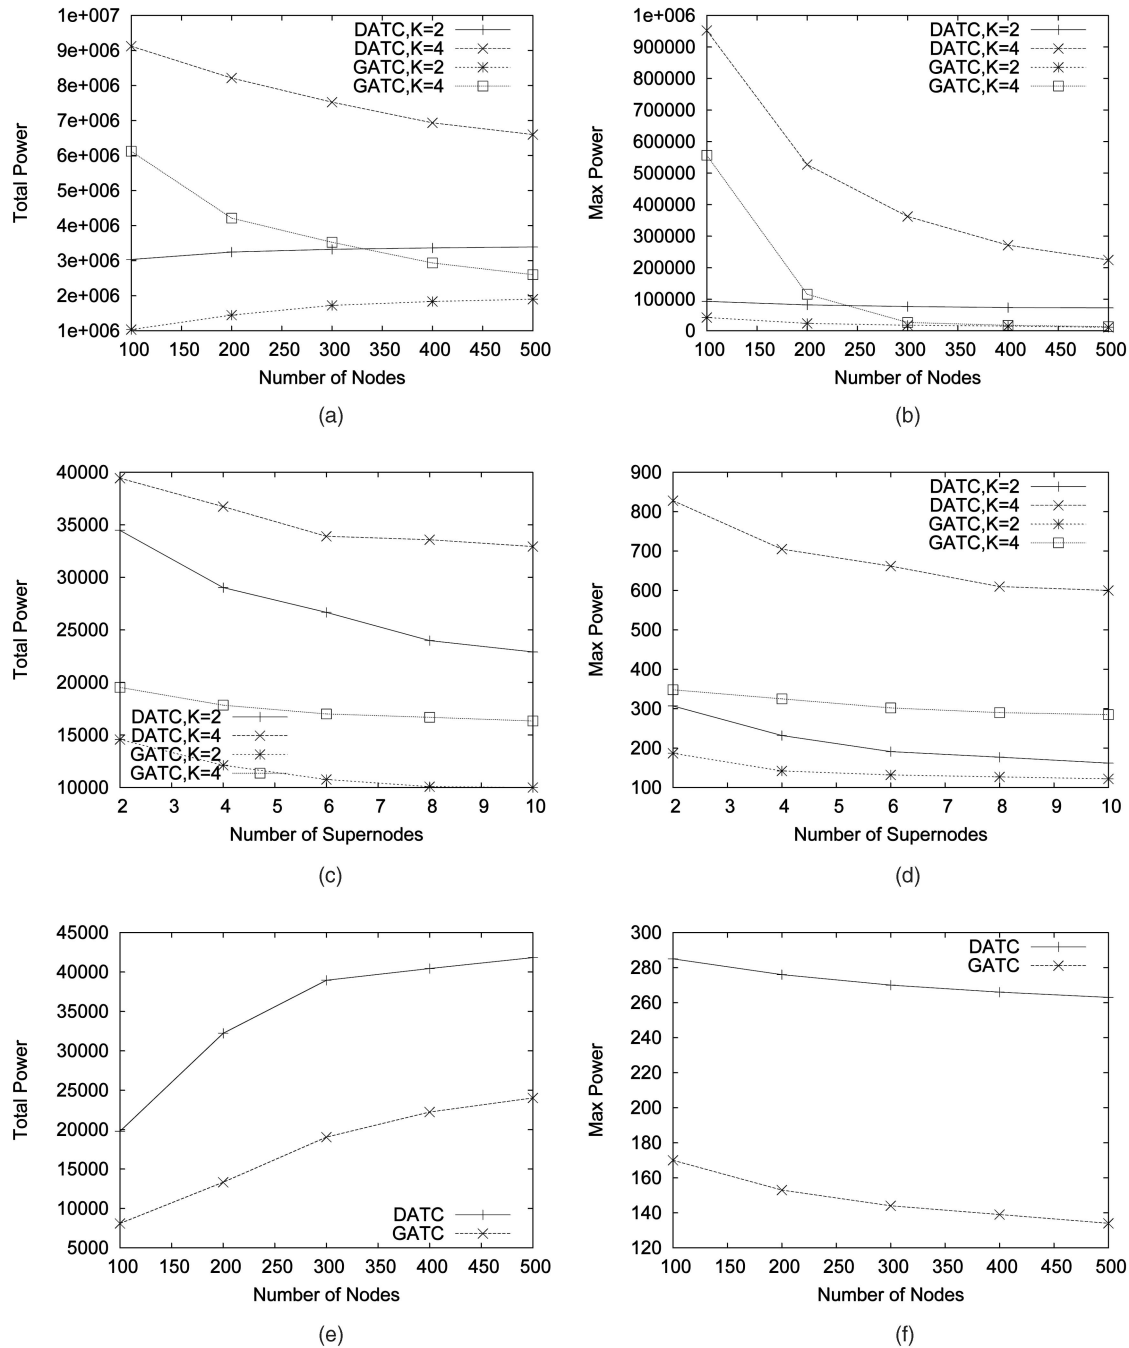 1e+007
9e+006
8e+006
7e+006
6e+006
5e+006
4e+006
3e+006
2e+006
1e+006
Total Power
DATC,K=2
DATC,K=4
GATC,K=2
GATC,K=4
100 150 200 250 300 350 400 450 500
Number of Nodes
(a)
1e+006
900000
800000
700000
600000
500000
400000
300000
200000
100000
0
Max Power
DATC,K=2
DATC,K=4
GATC,K=2
GATC,K=4
100 150 200 250 300 350 400 450 500
Number of Nodes
(b)
40000
35000
30000
25000
20000
15000
10000
Total Power
DATC,K=2
DATC,K=4
GATC,K=2
GATC,K=4
2 3 4 5 6 7 8 9 10
Number of Supernodes
(c)
900
800
700
600
500
400
300
200
100
Max Power
DATC,K=2
DATC,K=4
GATC,K=2
GATC,K=4
2 3 4 5 6 7 8 9 10
Number of Supernodes
(d)
45000
40000
35000
30000
25000
20000
15000
10000
5000
Total Power
DATC
GATC
100 150 200 250 300 350 400 450 500
Number of Nodes
(e)
300
280
260
240
220
200
180
160
140
120
Max Power
DATC
GATC
100 150 200 250 300 350 400 450 500
Number of Nodes
(f)